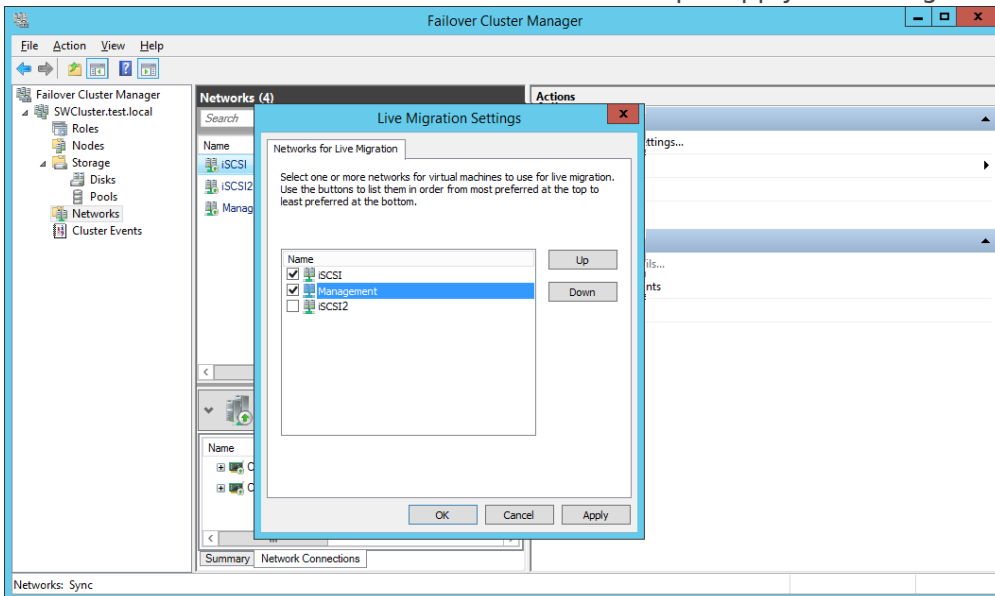 Failover Cluster Manager
File Action View Help
Failover Cluster Manager
SWCluster.test.local
Roles
Nodes
Storage
Disks
Pools
Networks
Cluster Events
Networks (4)
Search
Name
iSCSI
iSCSI2
Manag
Name
Summary Network Connections
Live Migration Settings
Networks for Live Migration
Select one or more networks for virtual machines to use for live migration.
Use the buttons to list them in order from most preferred at the top to
least preferred at the bottom.
Name
iSCSI
Management
iSCSI2
Up
Down
OK Cancel Apply
Actions
ttings...
ils...
nts
Networks: Sync